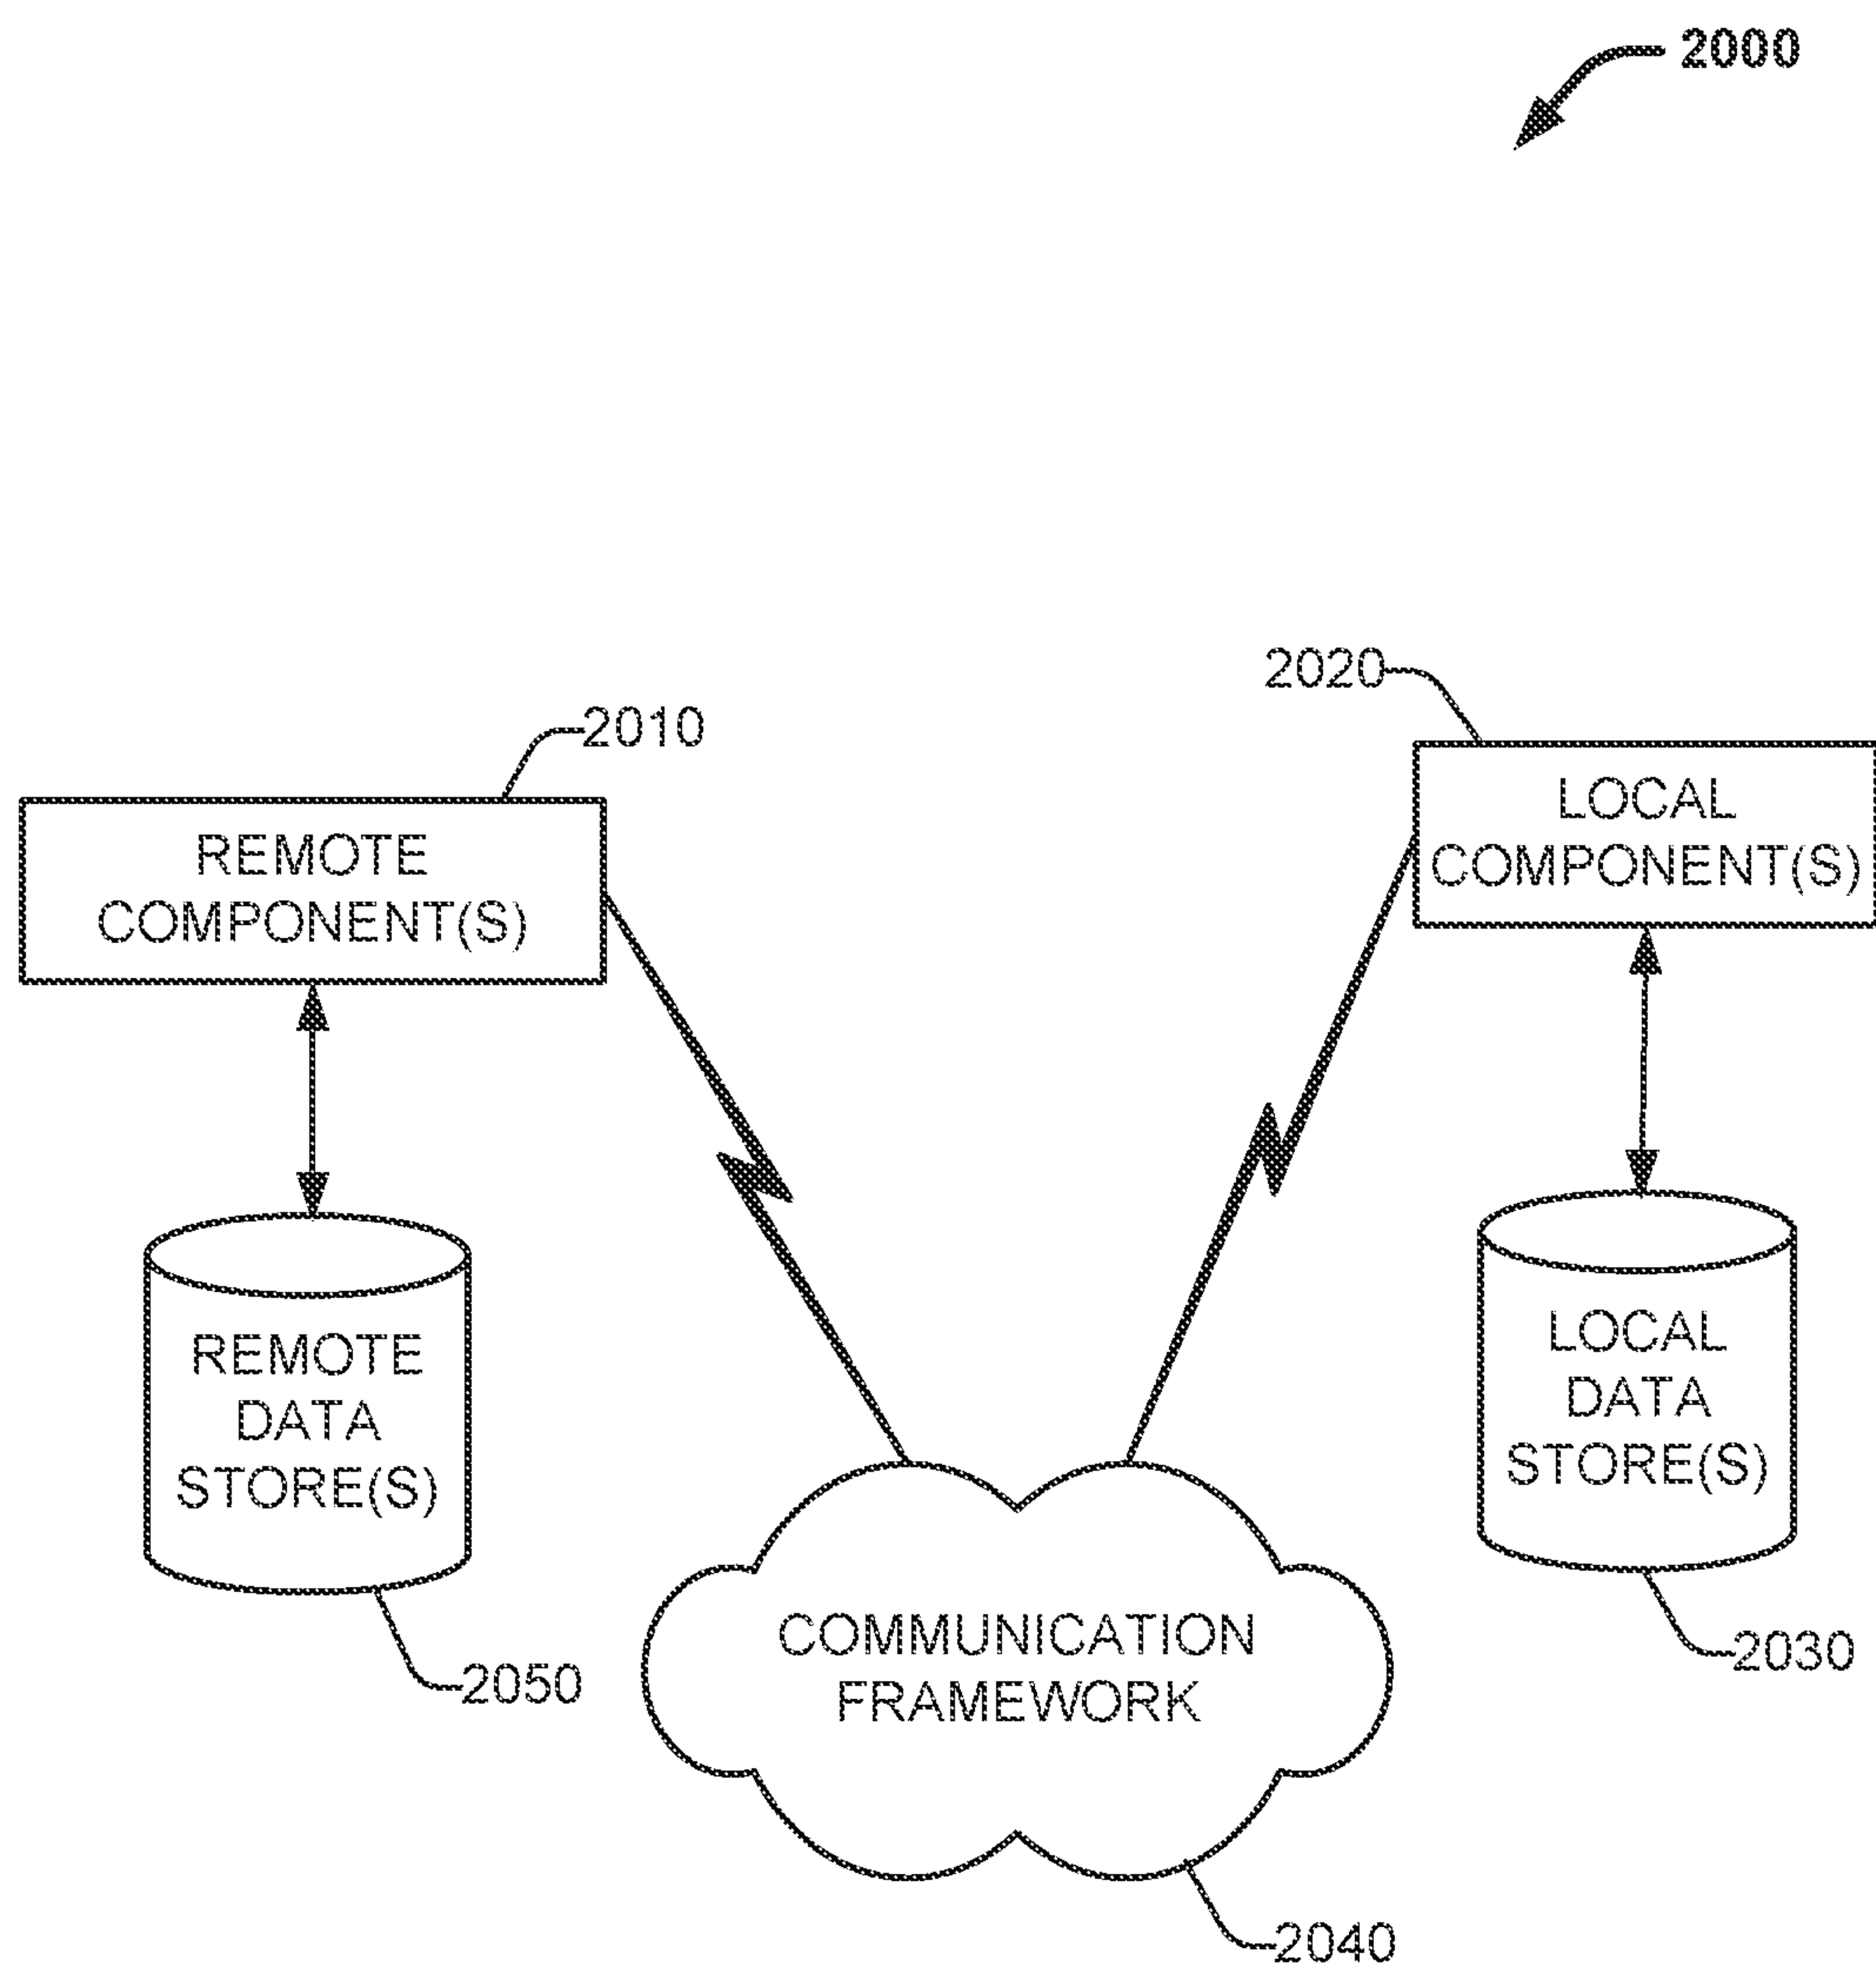 2000
2020
2010
LOCAL
COMPONENT(S)
REMOTE
COMPONENT(S)
REMOTE
DATA
STORE(S)
LOCAL
DATA
STORE(S)
COMMUNICATION
FRAMEWORK
2050
2030
2040